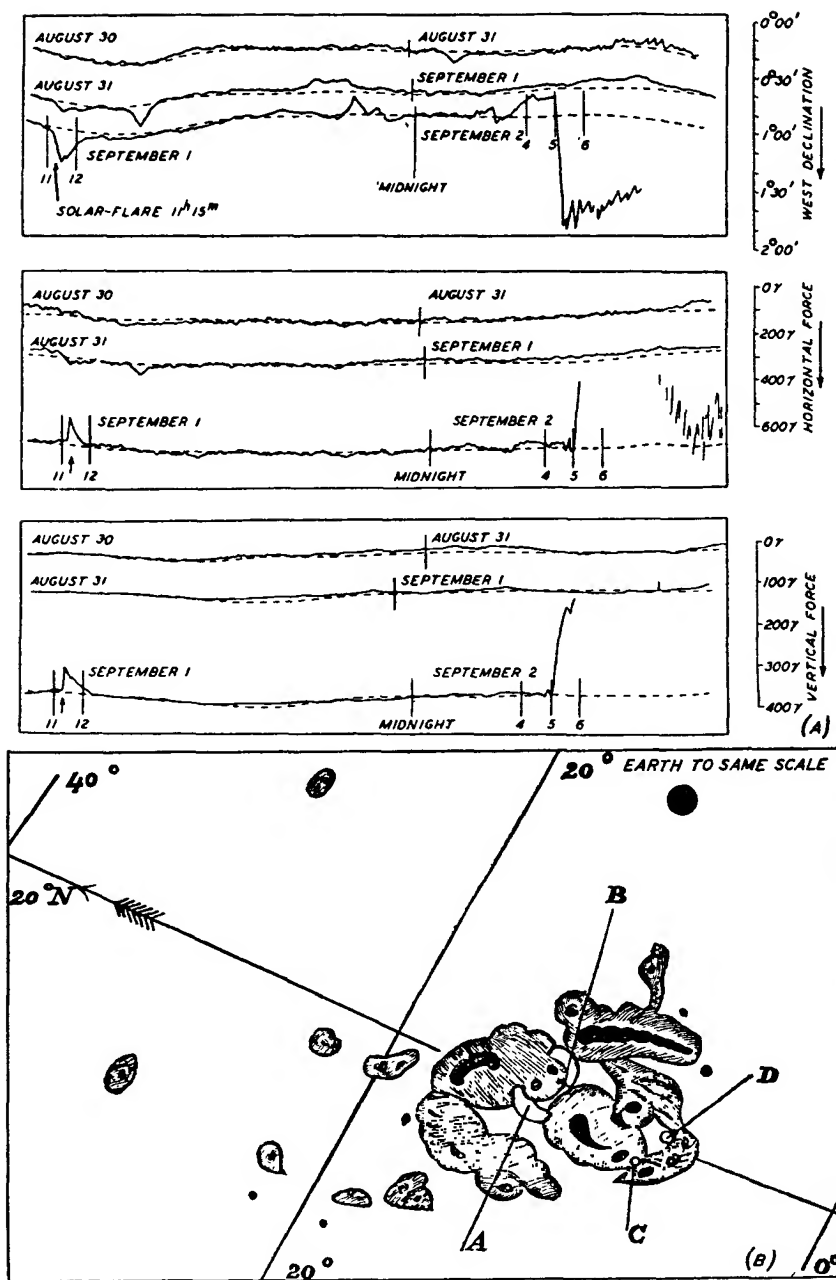 AUGUST 30
AUGUST 31
0°00'
AUGUST 31
SEPTEMBER 1
0°30'
SEPTEMBER 1
SEPTEMBER 2
4
5
'6
1°00'
11
12
'MIDNIGHT
1°30'
SOLAR-FLARE 11ʰ 15ᵐ
2°00'
WEST DECLINATION
AUGUST 30
AUGUST 31
0γ
AUGUST 31
SEPTEMBER 1
200γ
400γ
SEPTEMBER 1
SEPTEMBER 2
600γ
11
12
MIDNIGHT
4
5
6
HORIZONTAL FORCE
AUGUST 30
AUGUST 31
0γ
AUGUST 31
SEPTEMBER 1
100γ
200γ
SEPTEMBER 1
SEPTEMBER 2
300γ
11
12
MIDNIGHT
4
5
6
400γ
VERTICAL FORCE
(A)
40°
20°
EARTH TO SAME SCALE
20°N
B
D
A
C
20°
(B)
0°